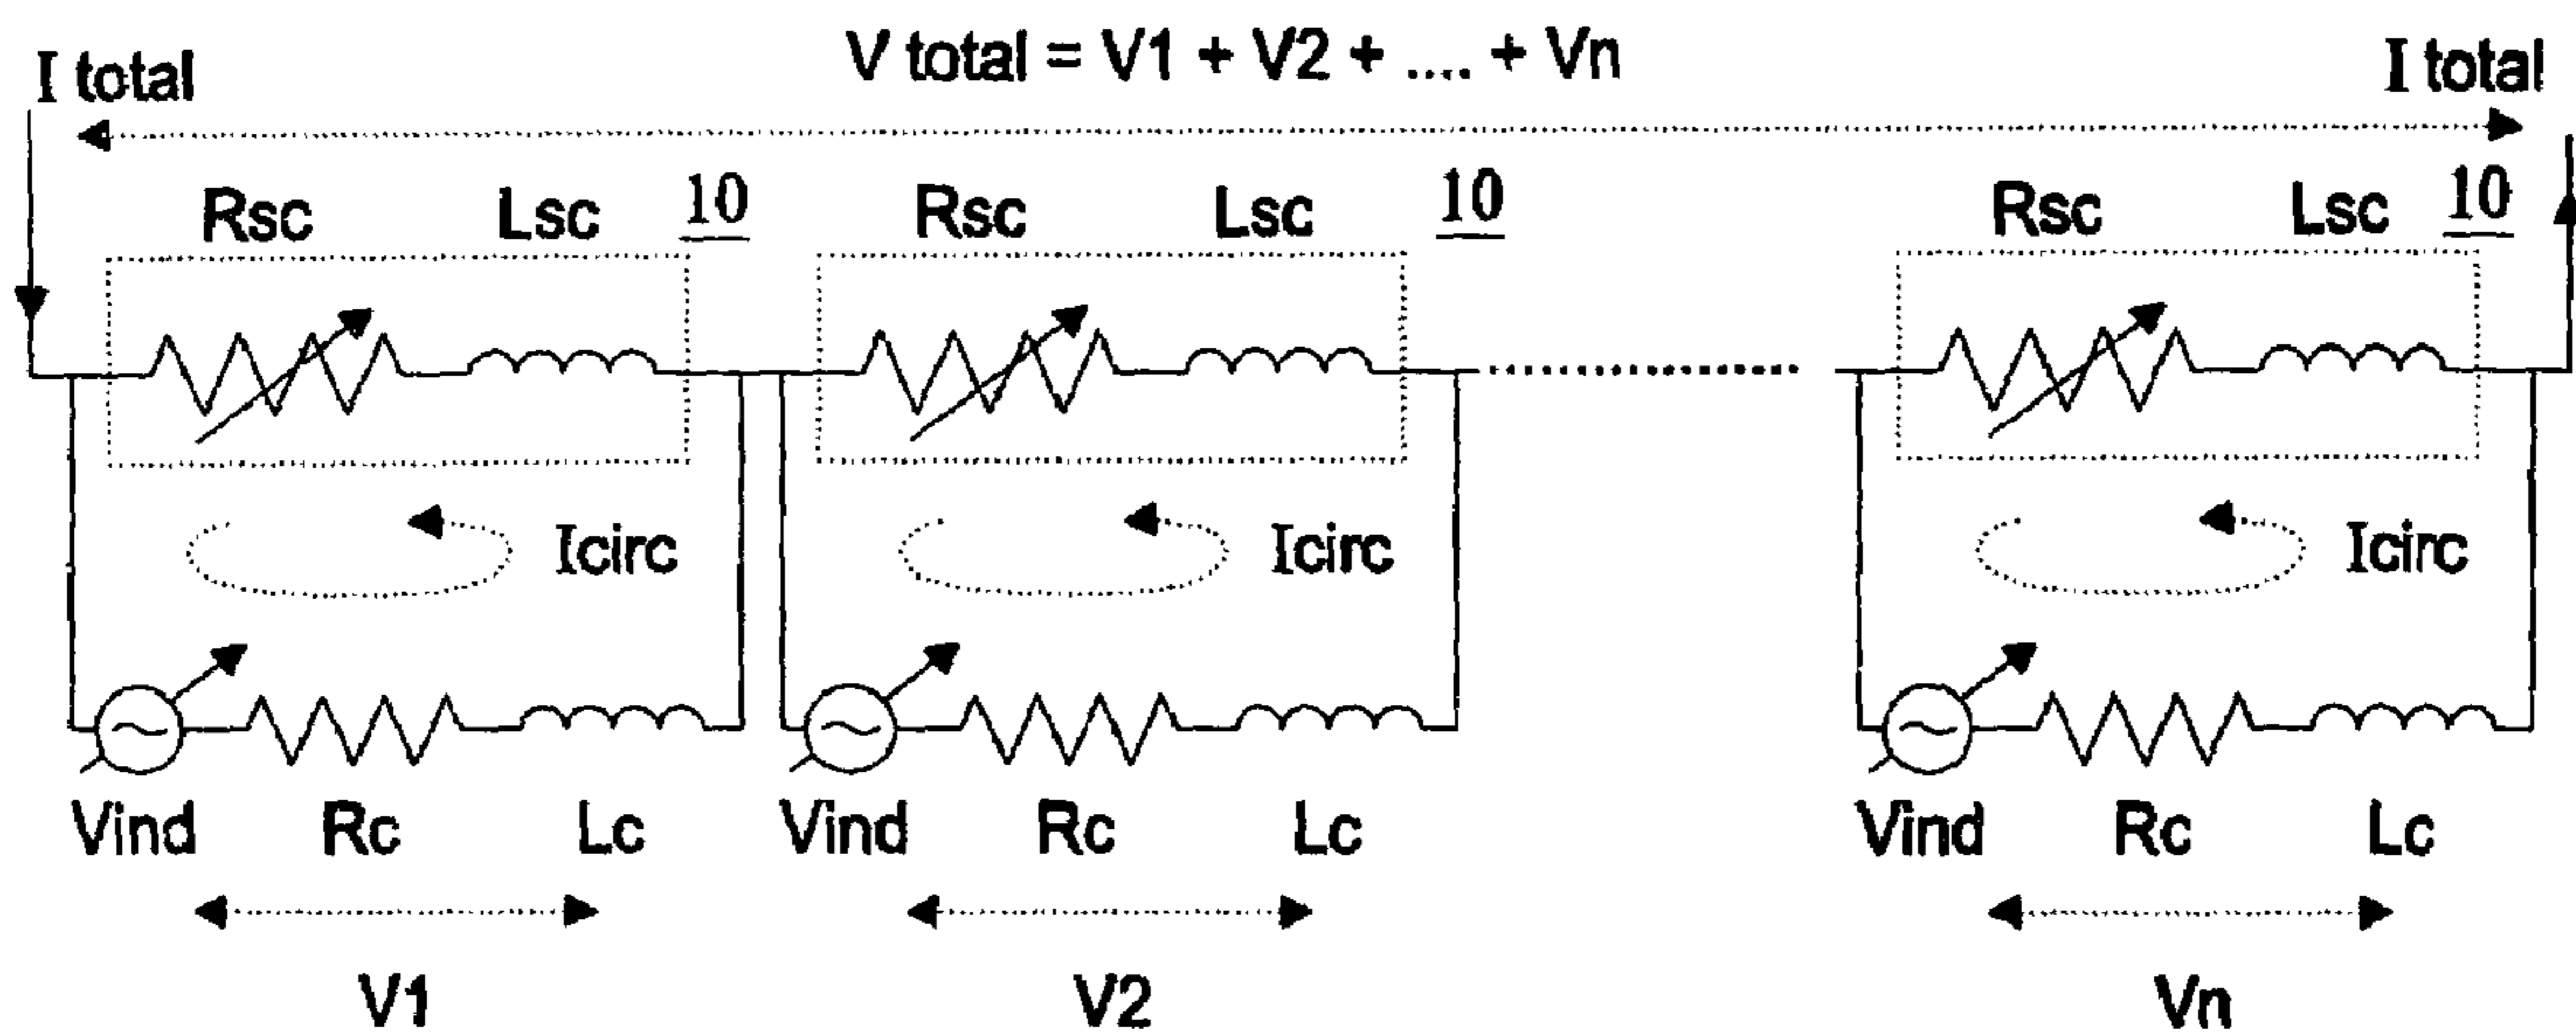 I total V total = V1 + V2 + .... + Vn I total
Rsc Lsc 10 Rsc Lsc 10 Rsc Lsc 10
Icirc Icirc Icirc
Vind Rc Lc Vind Rc Lc Vind Rc Lc
V1 V2 Vn